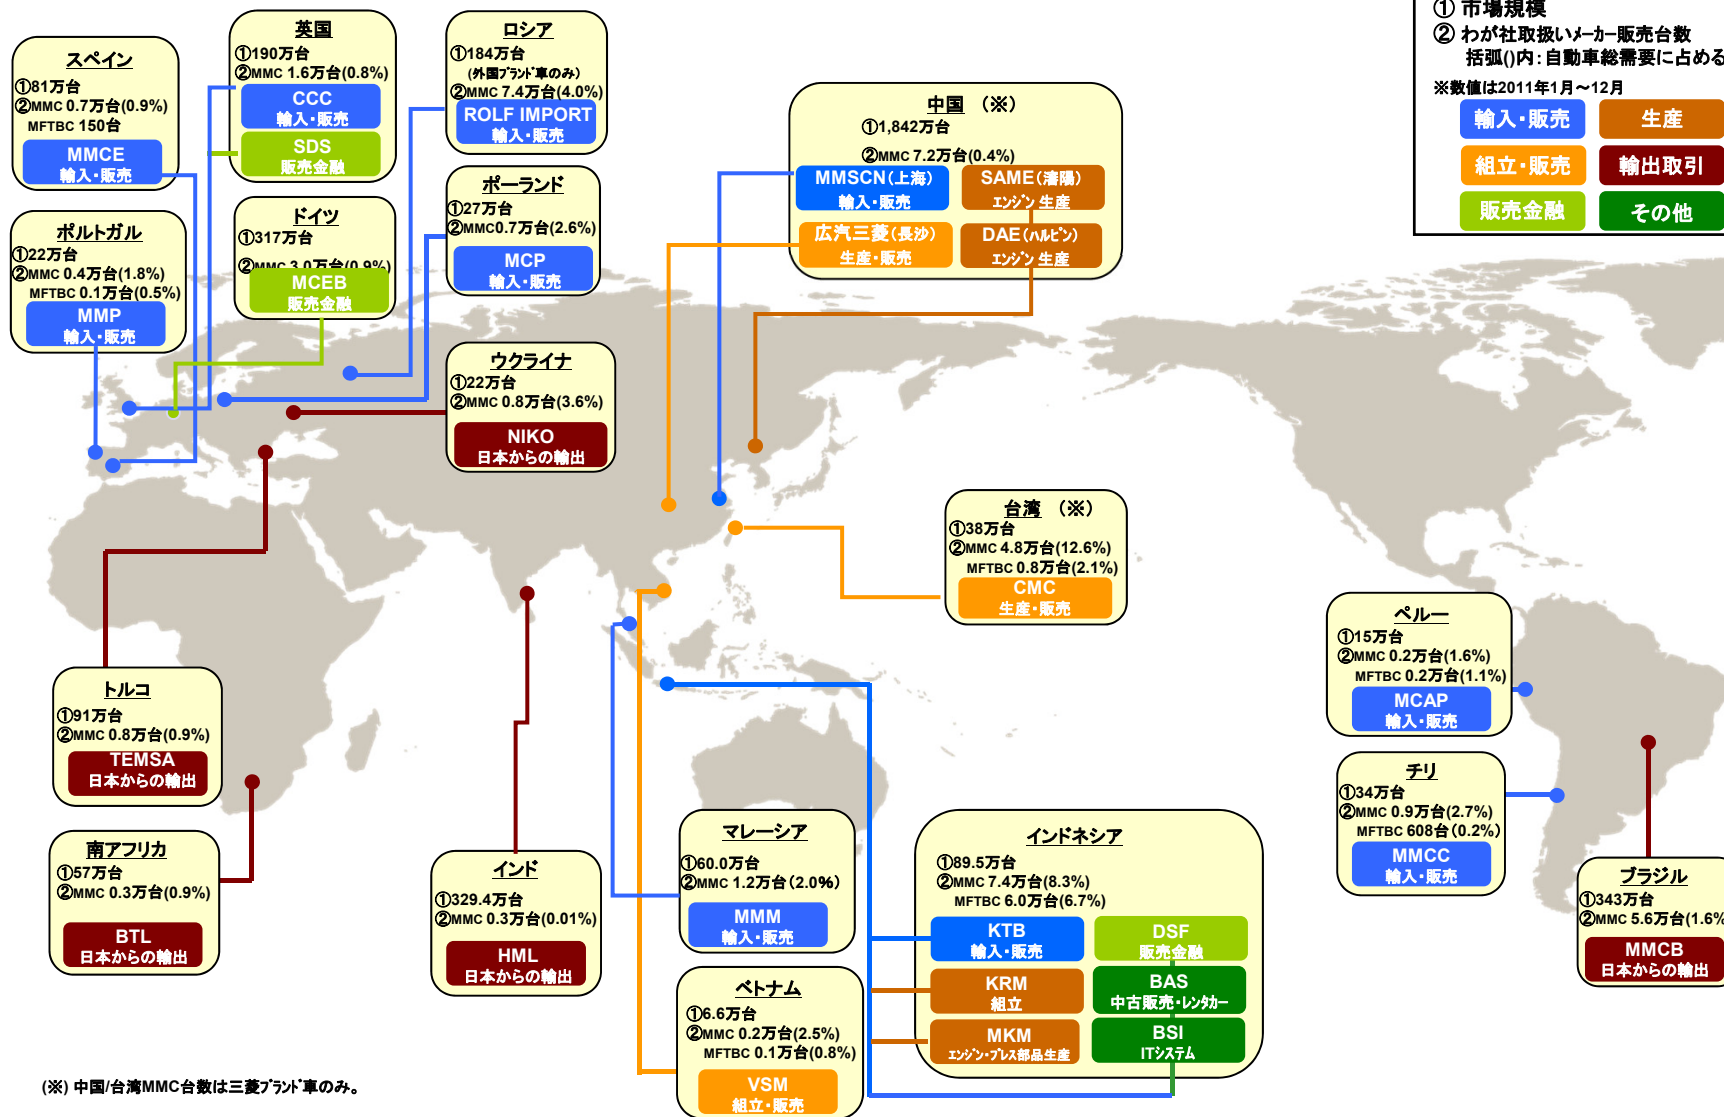 ① 市場規模
② わが社取扱いメーカー販売台数
括弧()内：自動車総需要に占める
※数値は2011年1月～12月
輸入・販売
生産
組立・販売
輸出取引
販売金融
その他
スペイン
①81万台
②MMC 0.7万台(0.9%)
MFTBC 150台
MMCE
輸入・販売
英国
①190万台
②MMC 1.6万台(0.8%)
CCC
輸入・販売
SDS
販売金融
ロシア
①184万台
(外国ブランド車のみ)
②MMC 7.4万台(4.0%)
ROLF IMPORT
輸入・販売
ポルトガル
①22万台
②MMC 0.4万台(1.8%)
MFTBC 0.1万台(0.5%)
MMP
輸入・販売
ドイツ
①317万台
②MMC 3.0万台(0.9%)
MCEB
販売金融
ポーランド
①27万台
②MMC0.7万台(2.6%)
MCP
輸入・販売
中国 （※）
①1,842万台
②MMC 7.2万台(0.4%)
MMSCN（上海）
輸入・販売
SAME（瀋陽）
エンジン 生産
広汽三菱（長沙）
生産・販売
DAE（ハルビン）
エンジン 生産
ウクライナ
①22万台
②MMC 0.8万台(3.6%)
NIKO
日本からの輸出
台湾 （※）
①38万台
②MMC 4.8万台(12.6%)
MFTBC 0.8万台(2.1%)
CMC
生産・販売
ペルー
①15万台
②MMC 0.2万台(1.6%)
MFTBC 0.2万台(1.1%)
MCAP
輸入・販売
トルコ
①91万台
②MMC 0.8万台(0.9%)
TEMSA
日本からの輸出
チリ
①34万台
②MMC 0.9万台(2.7%)
MFTBC 608台(0.2%)
MMCC
輸入・販売
南アフリカ
①57万台
②MMC 0.3万台(0.9%)
BTL
日本からの輸出
インド
①329.4万台
②MMC 0.3万台(0.01%)
HML
日本からの輸出
マレーシア
①60.0万台
②MMC 1.2万台(2.0%)
MMM
輸入・販売
インドネシア
①89.5万台
②MMC 7.4万台(8.3%)
MFTBC 6.0万台(6.7%)
KTB
輸入・販売
DSF
販売金融
KRM
組立
BAS
中古販売・レンタカー
MKM
エンジン・プレス部品生産
BSI
ITシステム
ブラジル
①343万台
②MMC 5.6万台(1.6%
MMCB
日本からの輸出
ベトナム
①6.6万台
②MMC 0.2万台(2.5%)
MFTBC 0.1万台(0.8%)
VSM
組立・販売
(※) 中国/台湾MMC台数は三菱ブランド車のみ。